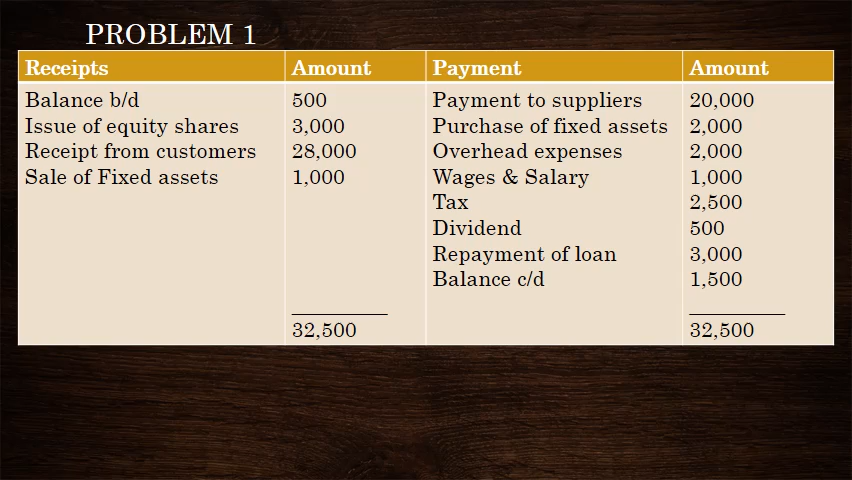 PROBLEM 1
Receipts Amount Payment Amount
Balance b/d 500 Payment to suppliers 20,000
Issue of equity shares 3,000 Purchase of fixed assets 2,000
Receipt from customers 28,000 Overhead expenses 2,000
Sale of Fixed assets 1,000 Wages & Salary 1,000
Tax 2,500
Dividend 500
Repayment of loan 3,000
Balance c/d 1,500
32,500 32,500